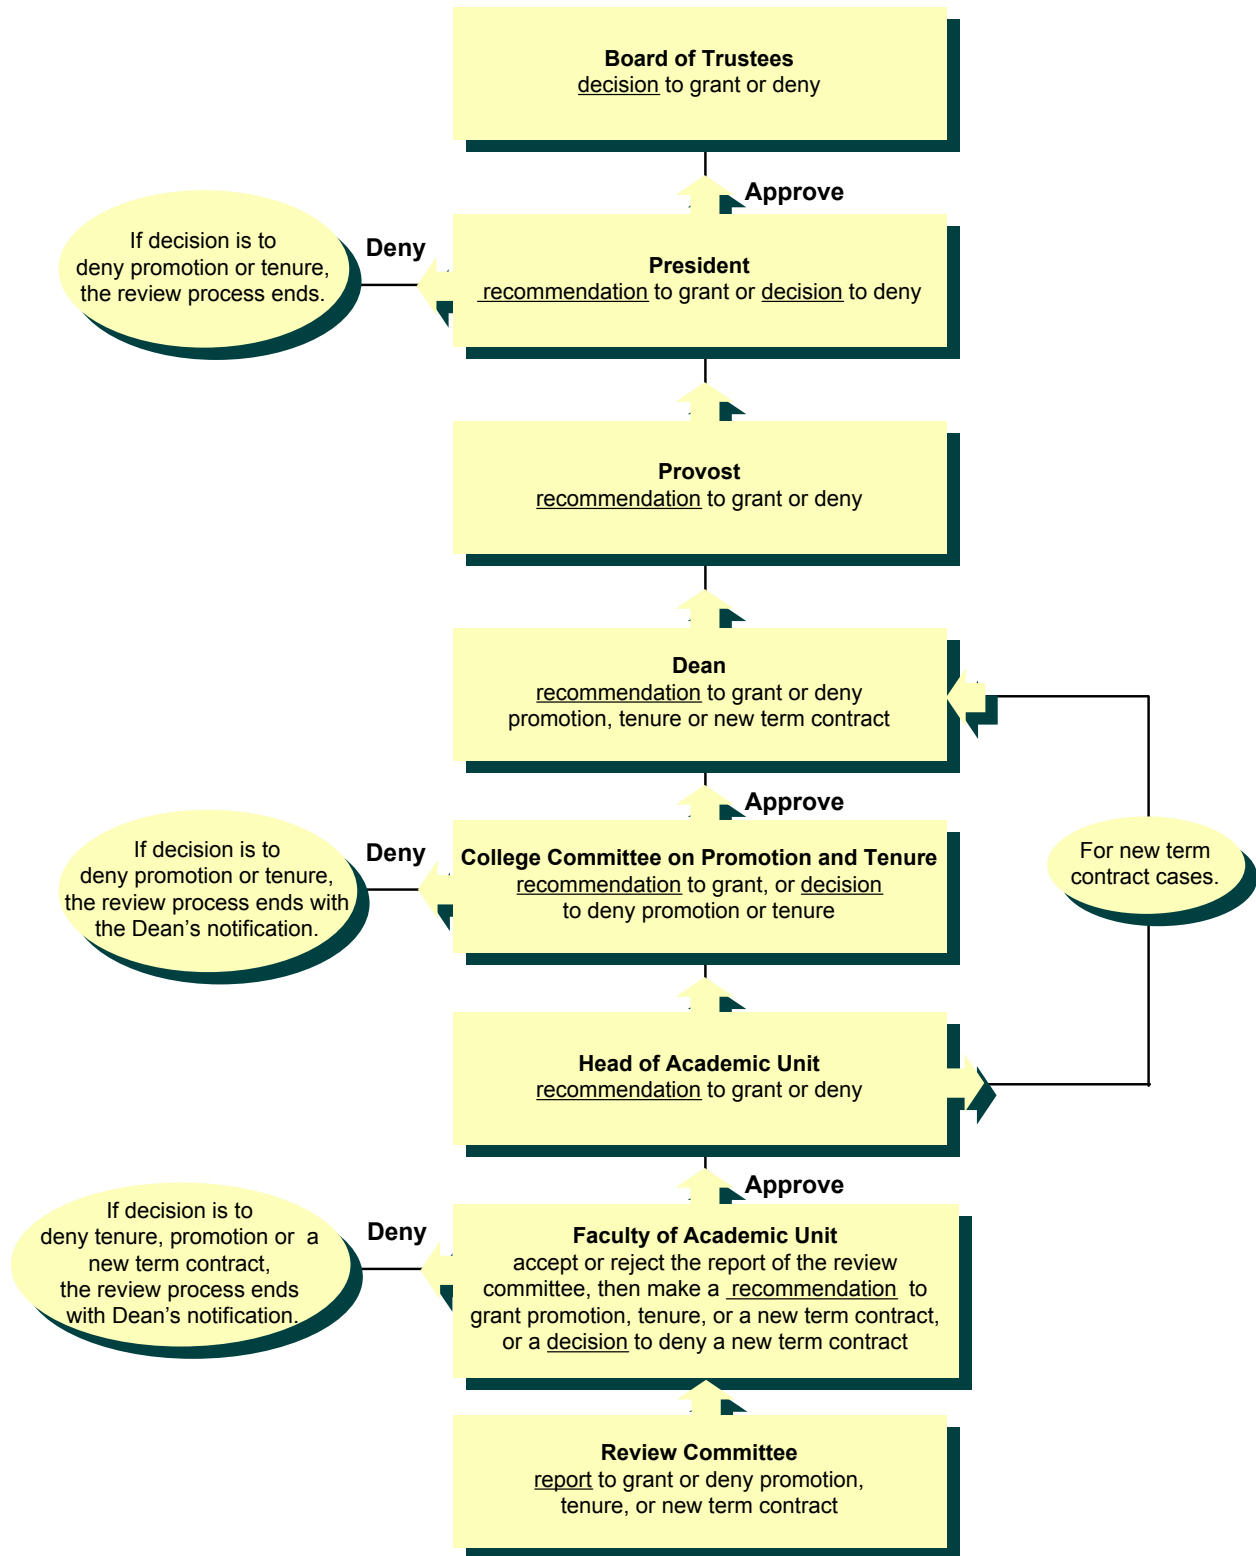 Board of Trustees
decision to grant or deny
Approve
If decision is to
deny promotion or tenure,
the review process ends.
Deny
President
recommendation to grant or decision to deny
Provost
recommendation to grant or deny
Dean
recommendation to grant or deny
promotion, tenure or new term contract
Approve
If decision is to
deny promotion or tenure,
the review process ends with
the Dean’s notification.
Deny
College Committee on Promotion and Tenure
recommendation to grant, or decision
to deny promotion or tenure
For new term
contract cases.
Head of Academic Unit
recommendation to grant or deny
Approve
If decision is to
deny tenure, promotion or a
new term contract,
the review process ends
with Dean’s notification.
Deny
Faculty of Academic Unit
accept or reject the report of the review
committee, then make a recommendation to
grant promotion, tenure, or a new term contract,
or a decision to deny a new term contract
Review Committee
report to grant or deny promotion,
tenure, or new term contract